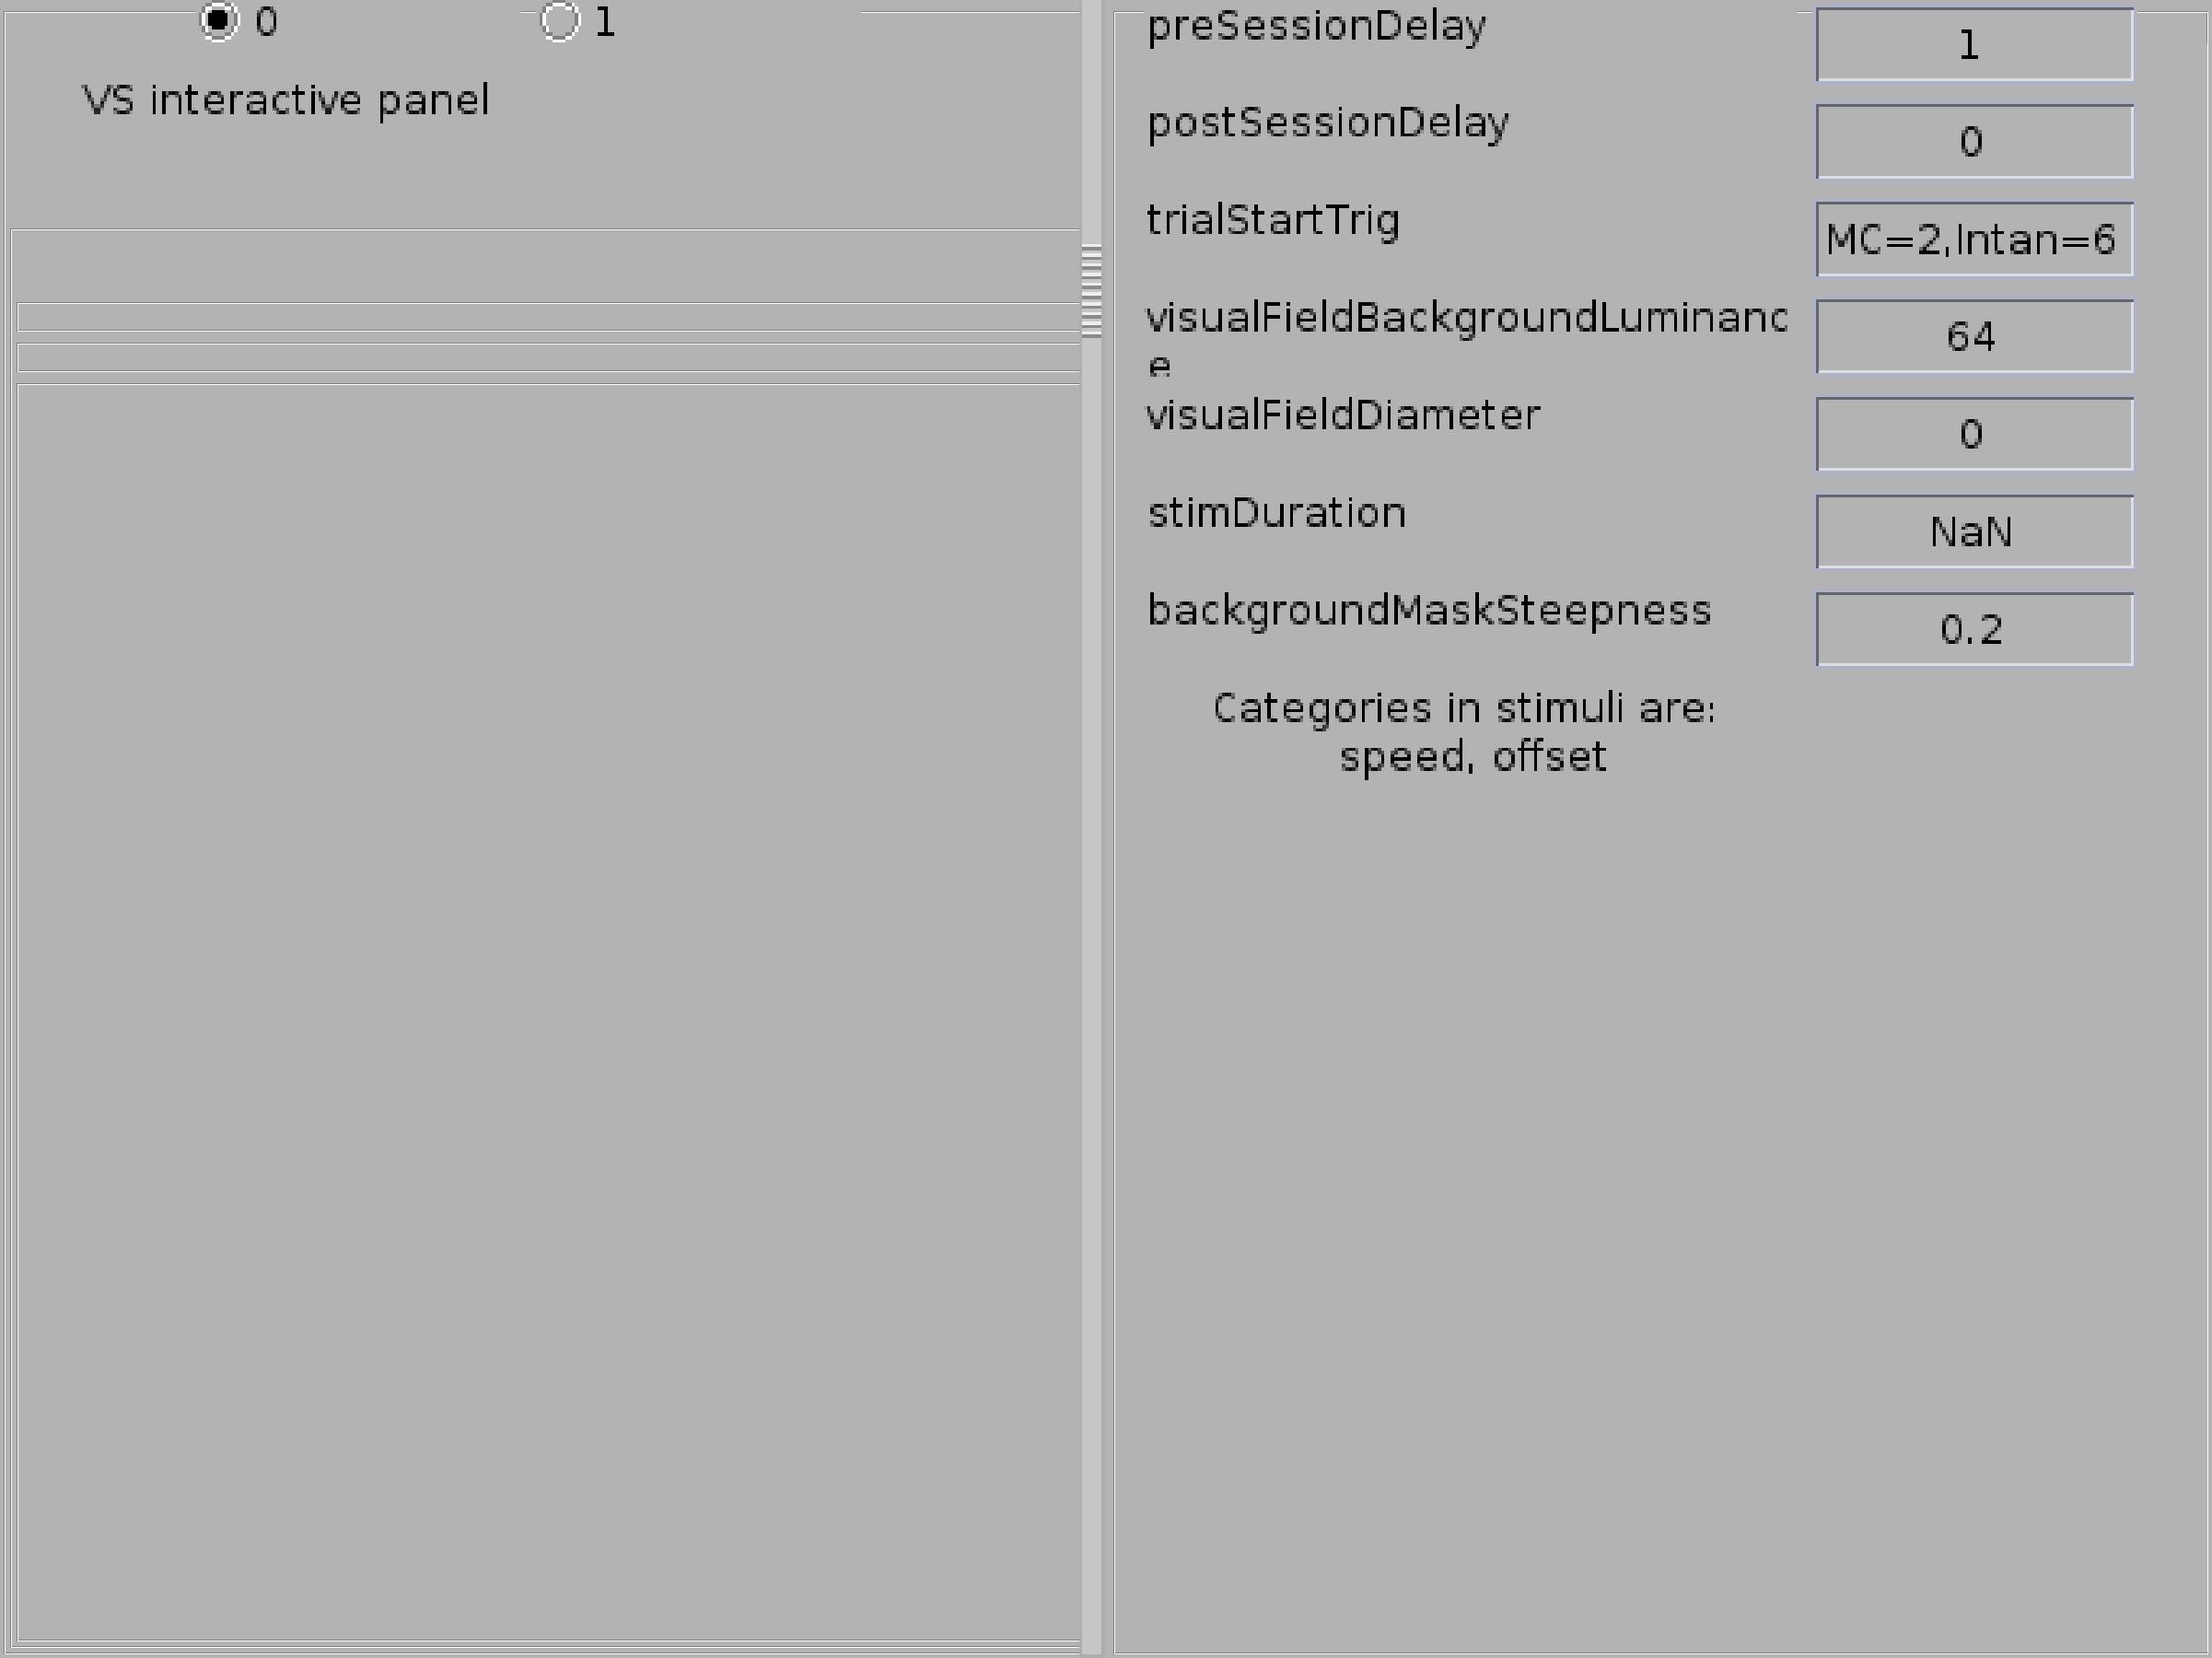 0 1
VS interactive panel
preSessionDelay 1
postSessionDelay 0
trialStartTrig MC=2,Intan=6
visualFieldBackgroundLuminanc 64
e
visualFieldDiameter 0
stimDuration NaN
backgroundMaskSteepness 0.2
Categories in stimuli are:
speed, offset